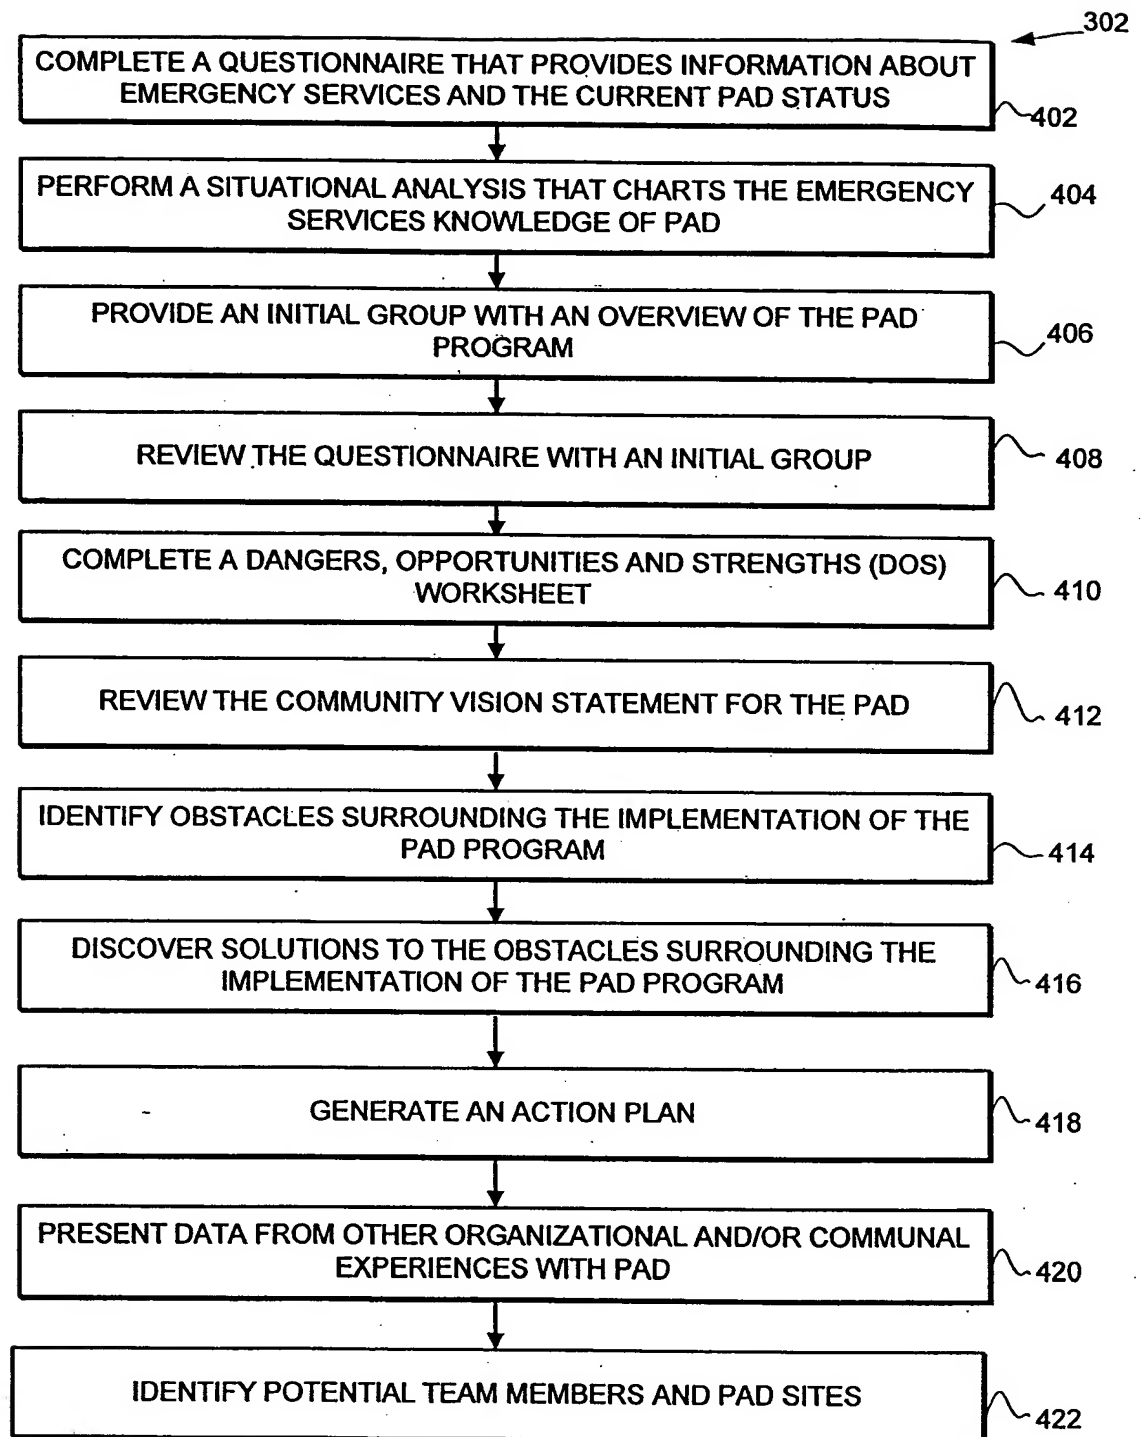 302
COMPLETE A QUESTIONNAIRE THAT PROVIDES INFORMATION ABOUT
EMERGENCY SERVICES AND THE CURRENT PAD STATUS
402
PERFORM A SITUATIONAL ANALYSIS THAT CHARTS THE EMERGENCY
SERVICES KNOWLEDGE OF PAD
404
PROVIDE AN INITIAL GROUP WITH AN OVERVIEW OF THE PAD
PROGRAM
406
REVIEW THE QUESTIONNAIRE WITH AN INITIAL GROUP
408
COMPLETE A DANGERS, OPPORTUNITIES AND STRENGTHS (DOS)
WORKSHEET
410
REVIEW THE COMMUNITY VISION STATEMENT FOR THE PAD
412
IDENTIFY OBSTACLES SURROUNDING THE IMPLEMENTATION OF THE
PAD PROGRAM
414
DISCOVER SOLUTIONS TO THE OBSTACLES SURROUNDING THE
IMPLEMENTATION OF THE PAD PROGRAM
416
GENERATE AN ACTION PLAN
418
PRESENT DATA FROM OTHER ORGANIZATIONAL AND/OR COMMUNAL
EXPERIENCES WITH PAD
420
IDENTIFY POTENTIAL TEAM MEMBERS AND PAD SITES
422